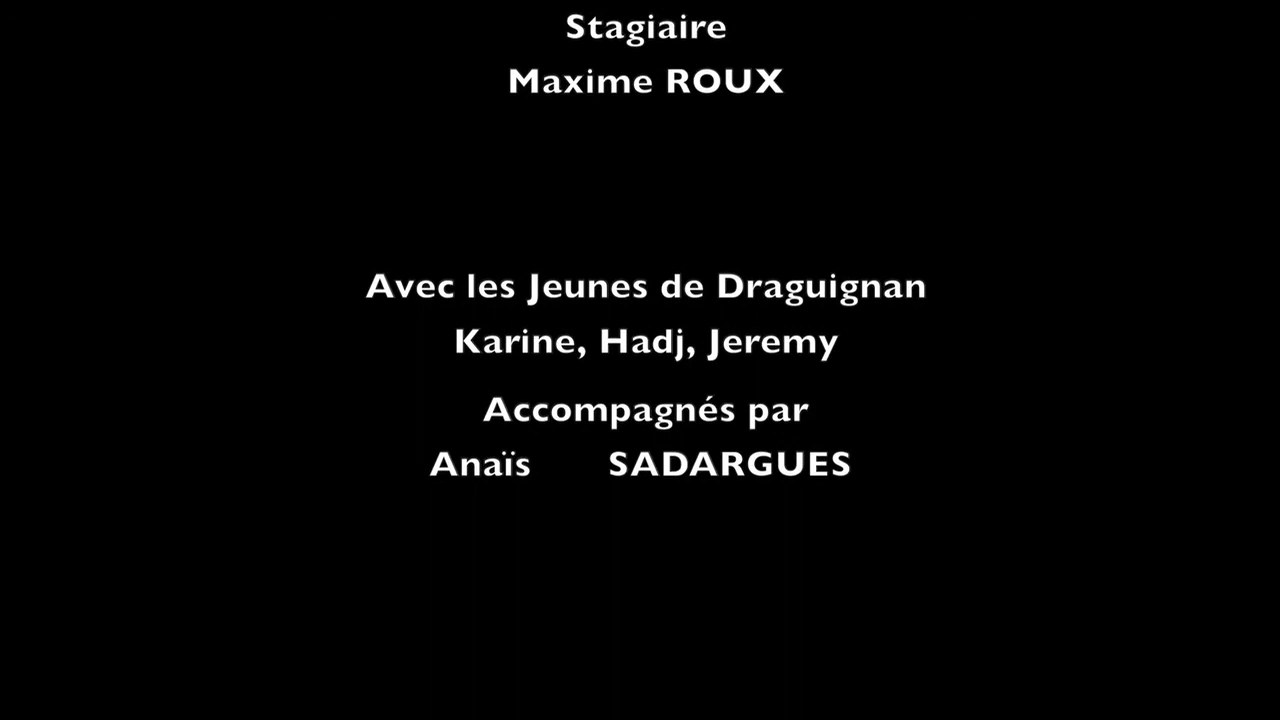 Stagiaire
Maxime ROUX
Avec les Jeunes de Draguignan
Karine, Hadj, Jeremy
Accompagnés par
Anaïs SADARGUES